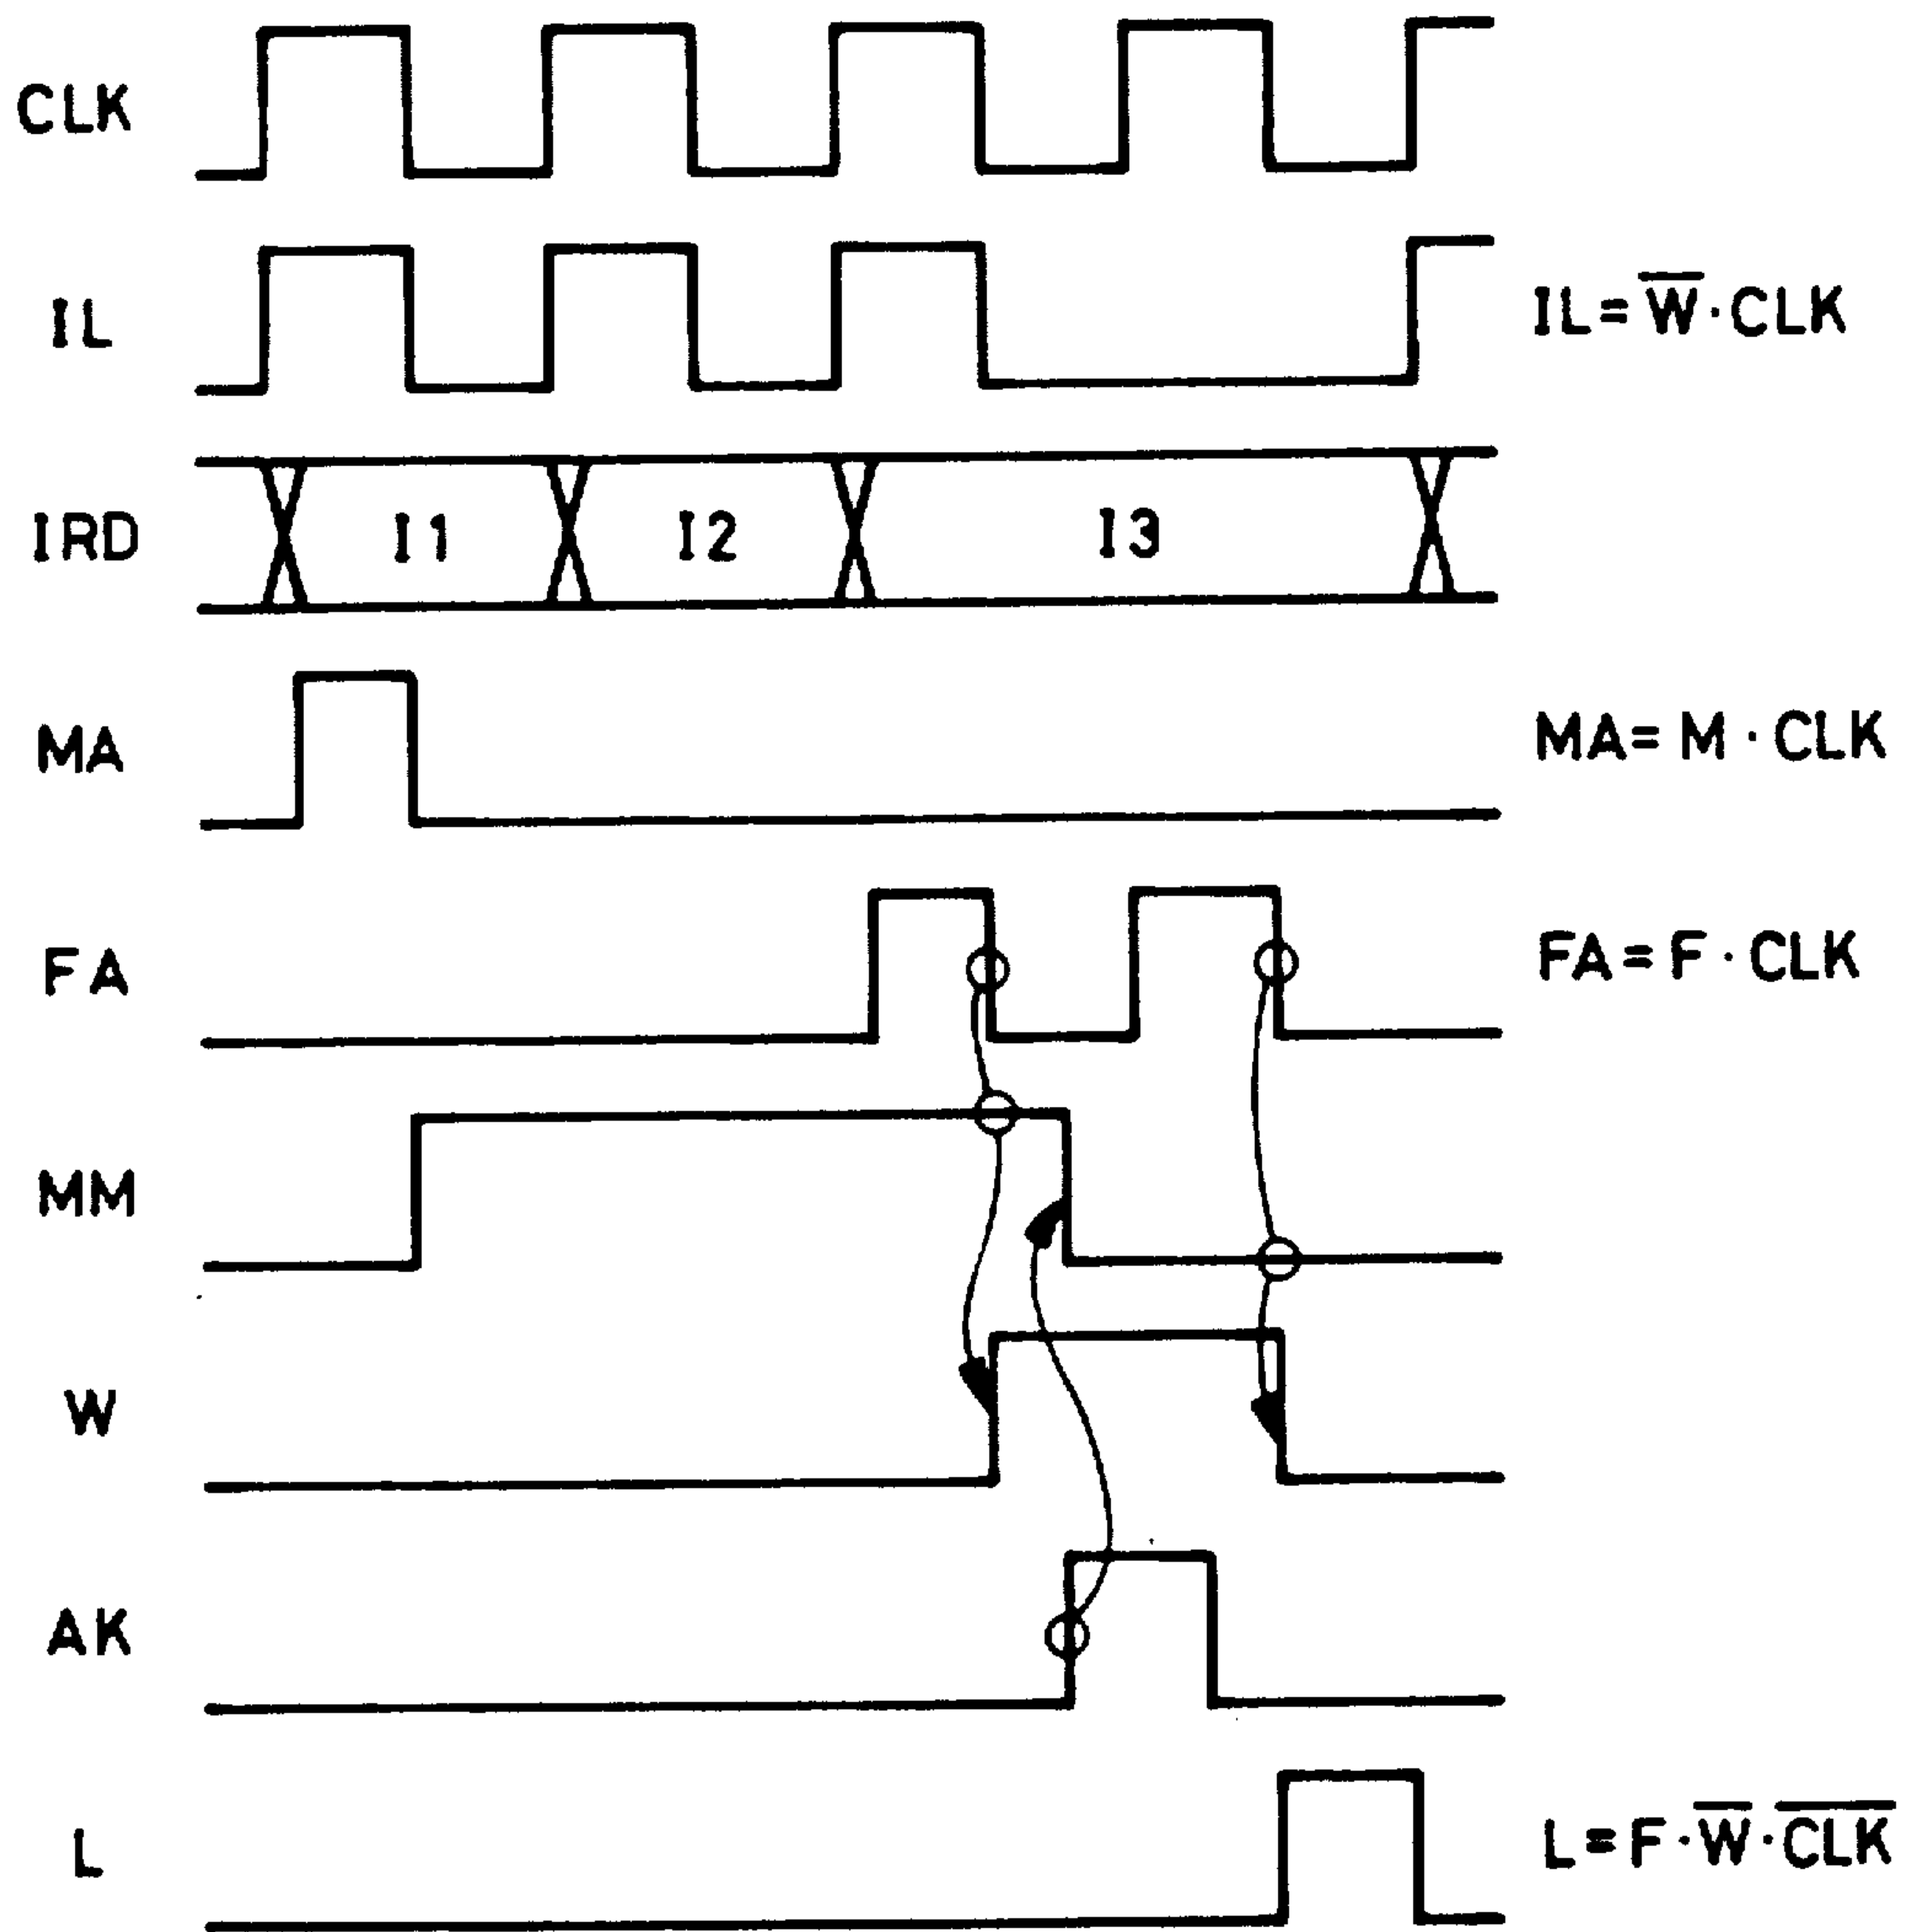 CLK
IL
IL=W̅·CLK
IRD
I1
I2
I3
MA
MA=M·CLK
FA
FA=F·CLK
MM
W
AK
L
L=F·W̅·C̅L̅K̅